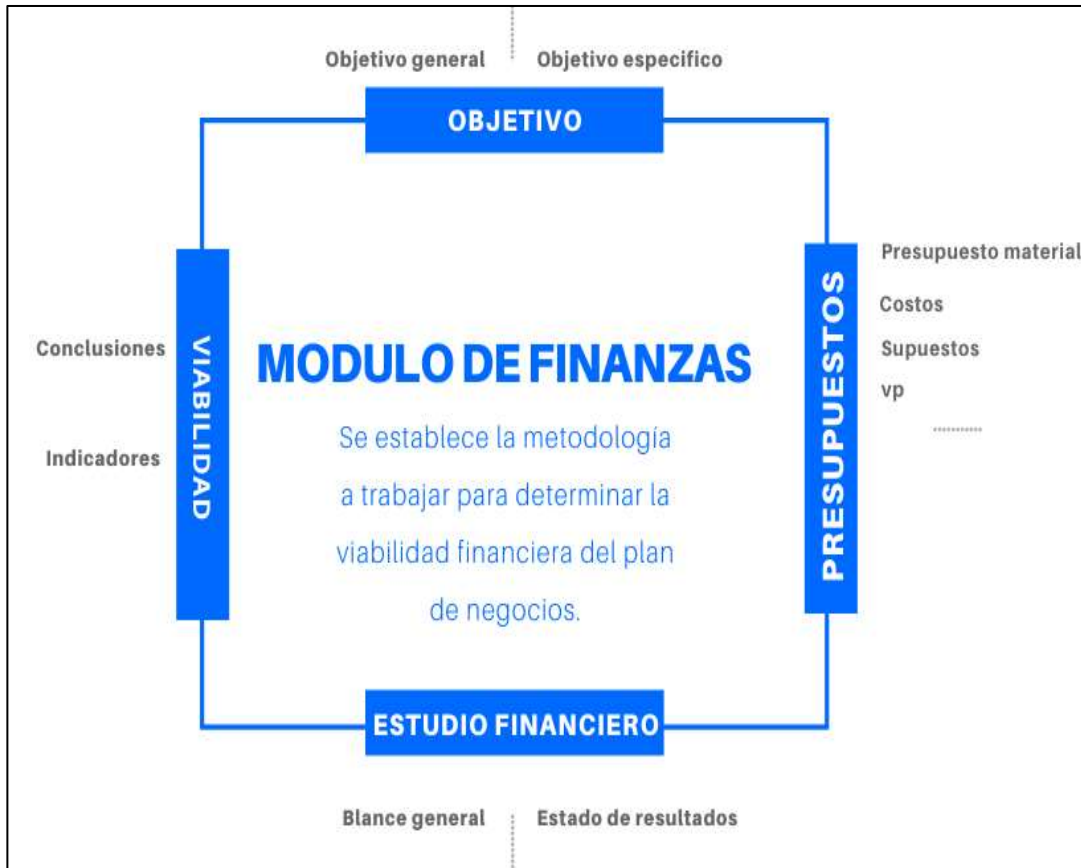 Objetivo general
Objetivo especifico
OBJETIVO
Presupuesto material
Costos
Supuestos
vp
PRESUPUESTOS
Conclusiones
Indicadores
VIABILIDAD
MODULO DE FINANZAS
Se establece la metodología
a trabajar para determinar la
viabilidad financiera del plan
de negocios.
ESTUDIO FINANCIERO
Blance general
Estado de resultados